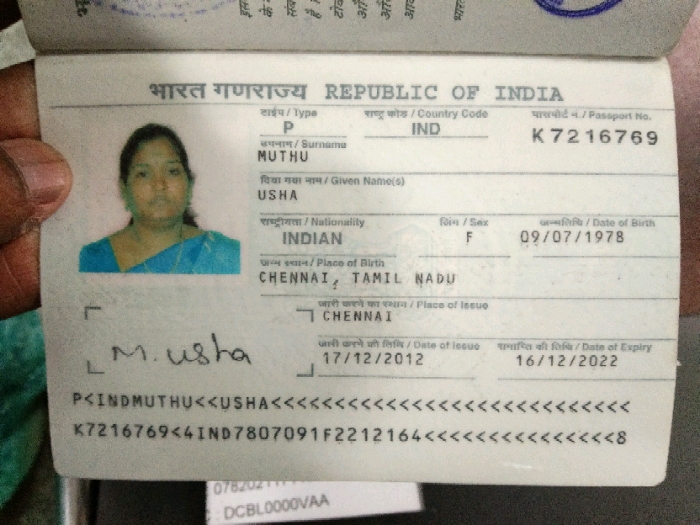 भारत गणराज्य REPUBLIC OF INDIA
टाईप / Type राष्ट्र कोड / Country Code पासपोर्ट नं. / Passport No.
P IND K7216769
उपनाम / Surname
MUTHU
दिया गया नाम / Given Name(s)
USHA
राष्ट्रीयता / Nationality लिंग / Sex जन्मतिथि / Date of Birth
INDIAN F 09/07/1978
जन्म स्थान / Place of Birth
CHENNAI, TAMIL NADU
जारी करने का स्थान / Place of Issue
CHENNAI
जारी करने की तिथि / Date of Issue समाप्ति की तिथि / Date of Expiry
17/12/2012 16/12/2022
M. usha
P<INDMUTHU<<USHA<<<<<<<<<<<<<<<<<<<<<<<<<<<<
K7216769<4IND7807091F2212164<<<<<<<<<<<<<<<8
DCBL0000VAA